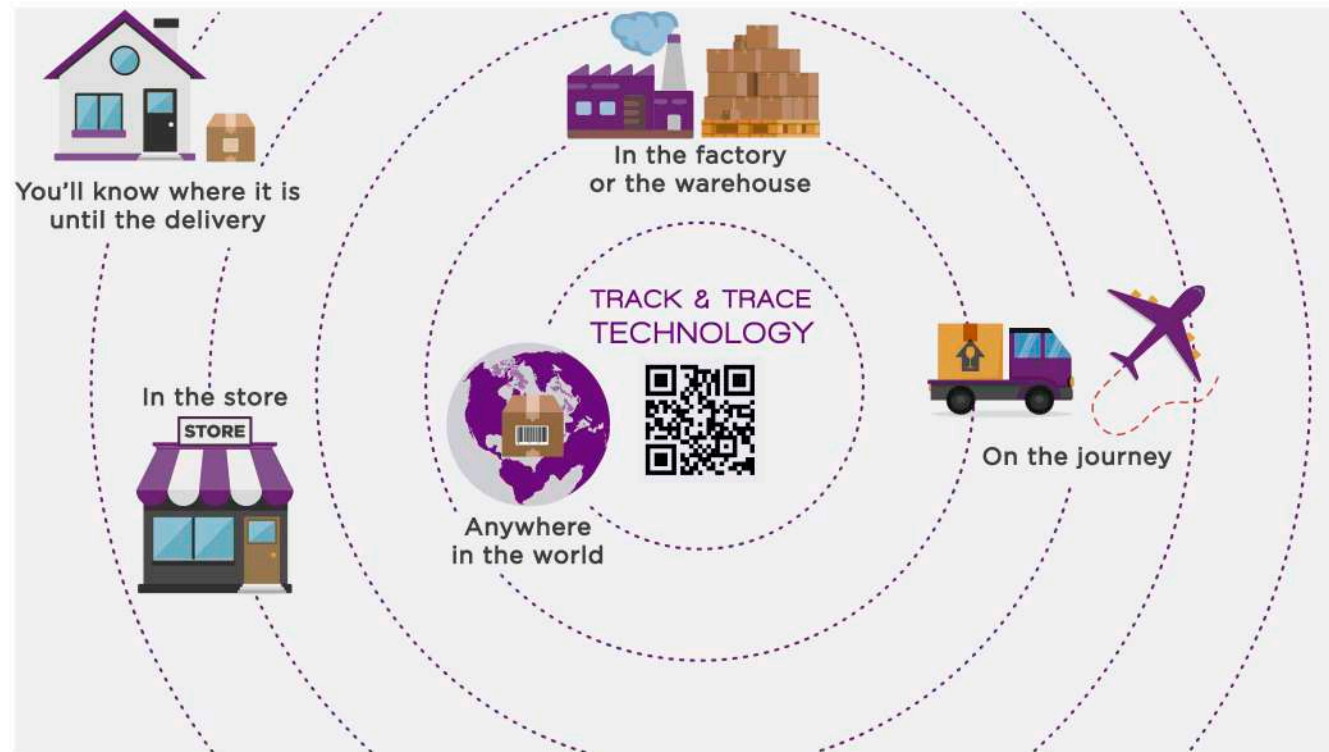 You'll know where it is
until the delivery
In the factory
or the warehouse
TRACK & TRACE
TECHNOLOGY
In the store
STORE
Anywhere
in the world
On the journey